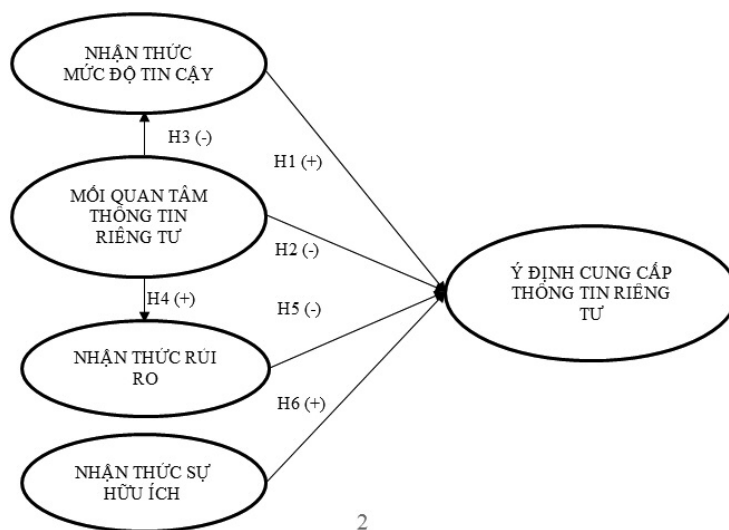 NHẬN THỨC
MỨC ĐỘ TIN CẬY
H3 (-)
H1 (+)
MỐI QUAN TÂM
THÔNG TIN
RIÊNG TƯ
H2 (-)
H4 (+)
H5 (-)
Ý ĐỊNH CUNG CẤP
THÔNG TIN RIÊNG
TƯ
NHẬN THỨC RỦI
RO
H6 (+)
NHẬN THỨC SỰ
HỮU ÍCH
2